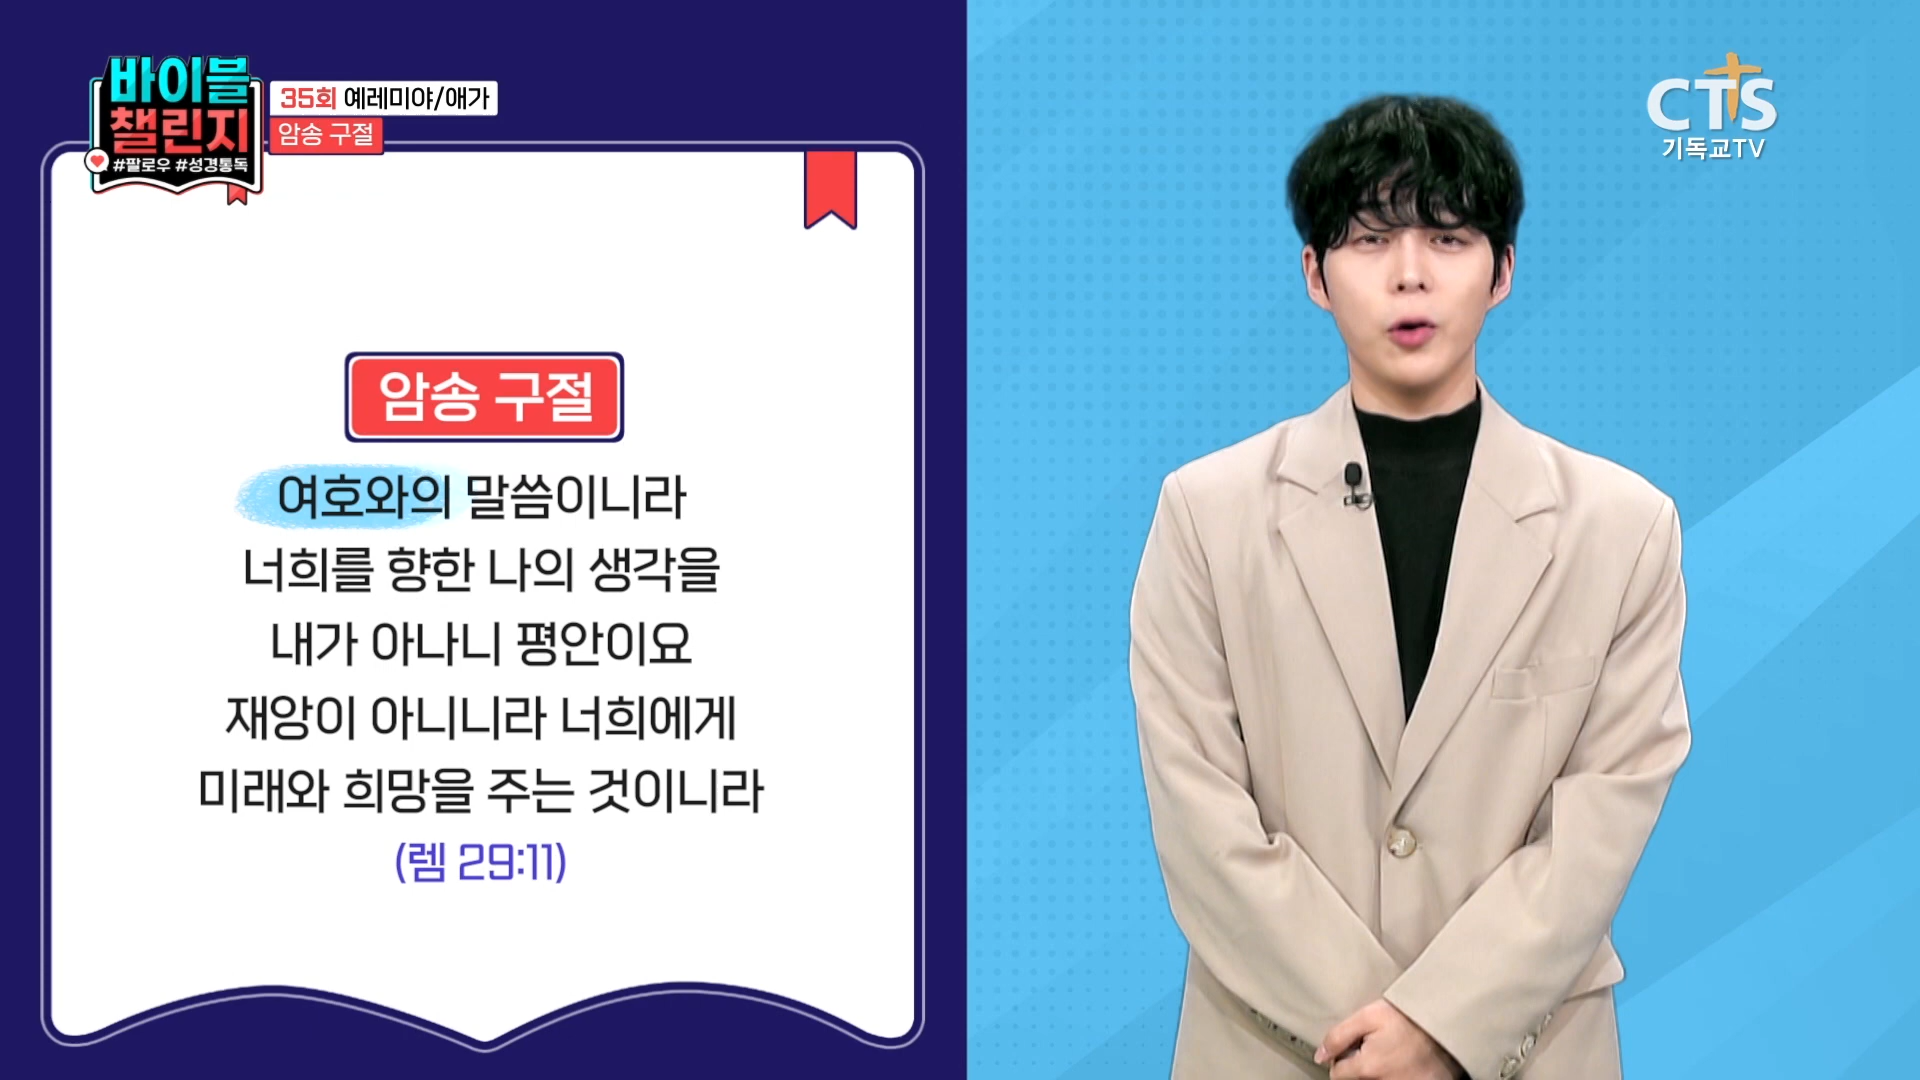 바이블
챌린지
#팔로우 #성경통독
35회 예레미야/애가
암송 구절
CTS
기독교TV
암송 구절
여호와의 말씀이니라
너희를 향한 나의 생각을
내가 아나니 평안이요
재앙이 아니니라 너희에게
미래와 희망을 주는 것이니라
(렘 29:11)